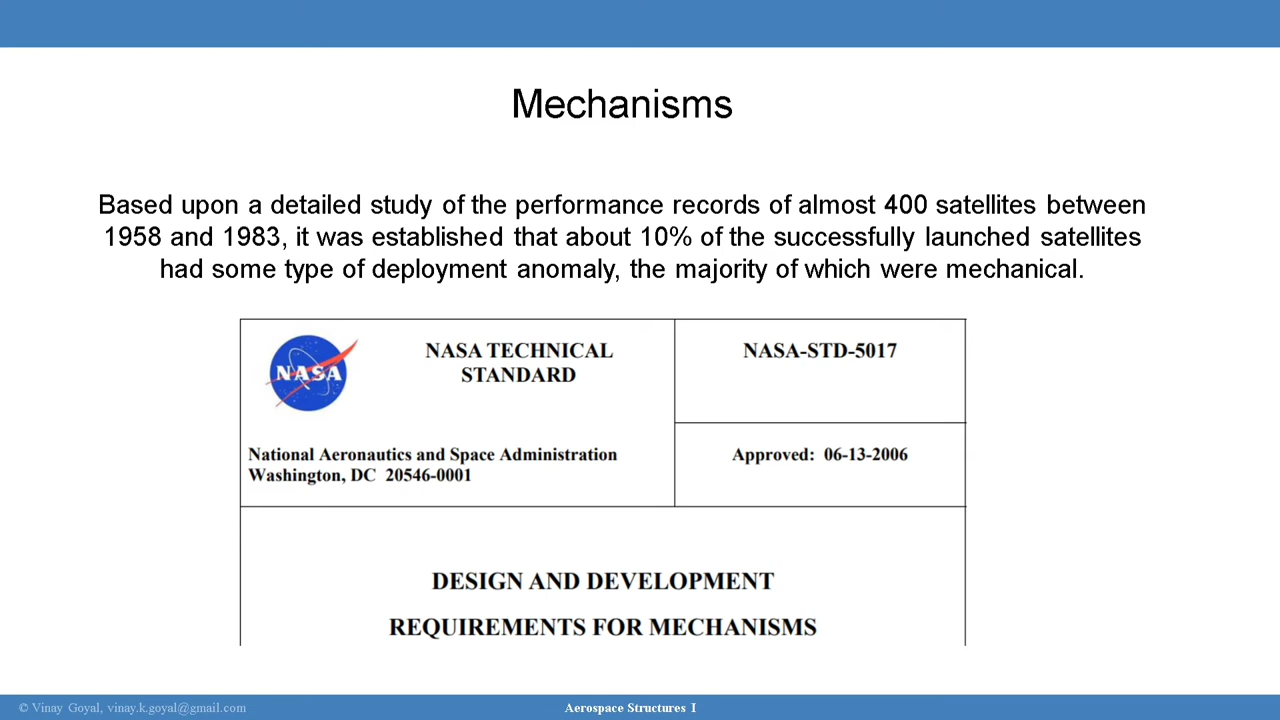 Mechanisms
Based upon a detailed study of the performance records of almost 400 satellites between
1958 and 1983, it was established that about 10% of the successfully launched satellites
had some type of deployment anomaly, the majority of which were mechanical.
NASA
NASA TECHNICAL
STANDARD
NASA-STD-5017
National Aeronautics and Space Administration
Washington, DC 20546-0001
Approved: 06-13-2006
DESIGN AND DEVELOPMENT
REQUIREMENTS FOR MECHANISMS
© Vinay Goyal, vinay.k.goyal@gmail.com
Aerospace Structures I